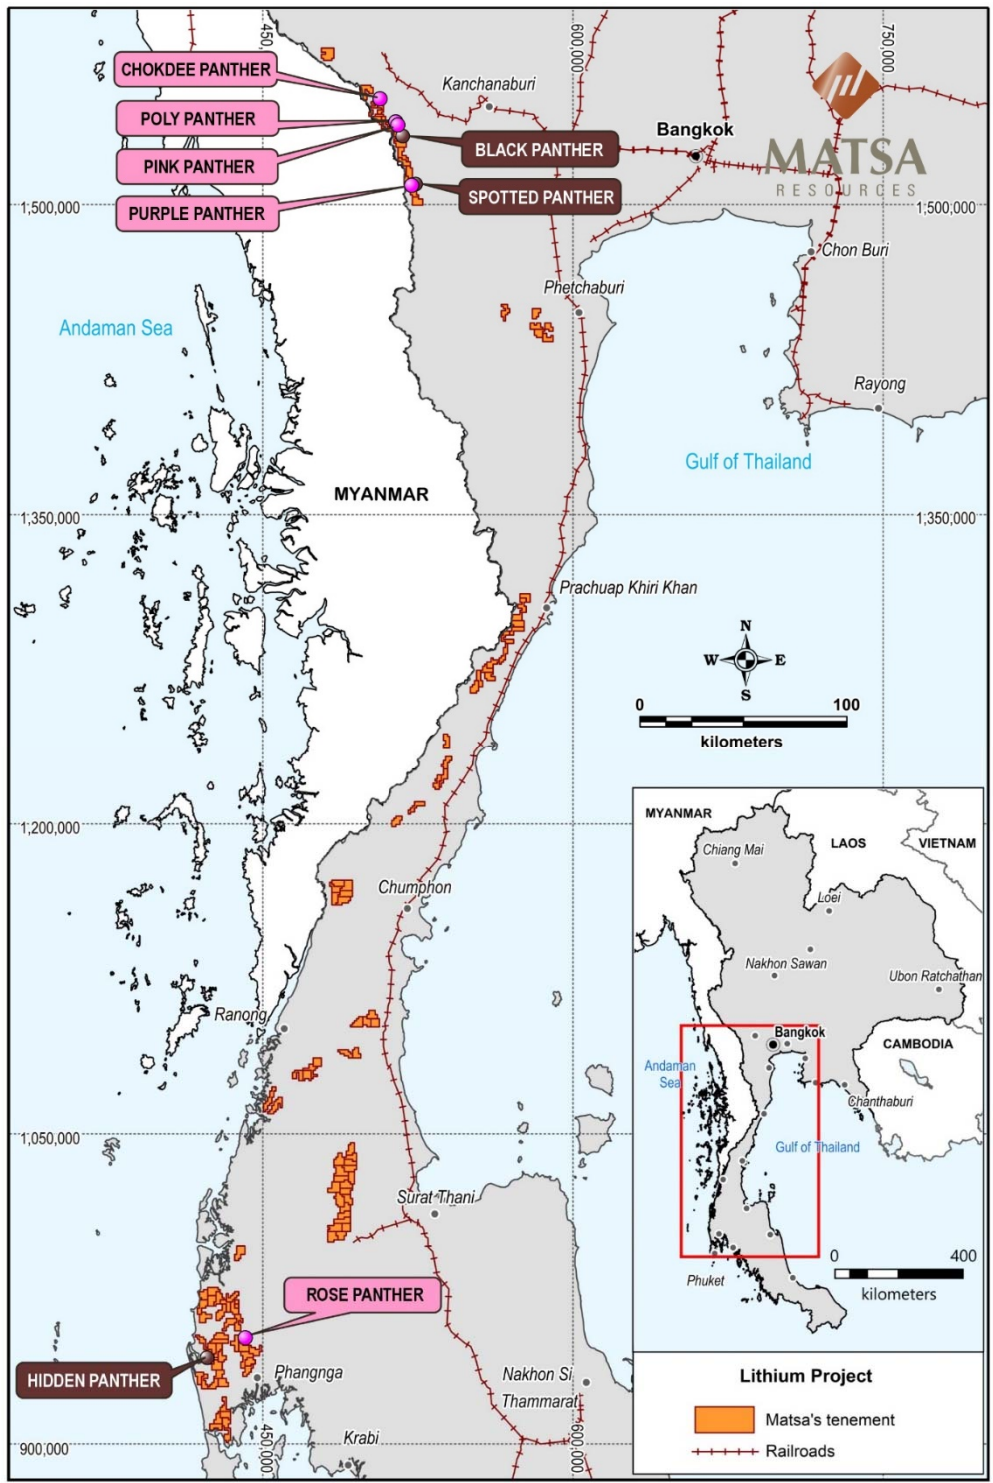 450,000
600,000
750,000
CHOKDEE PANTHER
POLY PANTHER
PINK PANTHER
PURPLE PANTHER
BLACK PANTHER
SPOTTED PANTHER
Kanchanaburi
Bangkok
MATSA
RESOURCES
1,500,000
1,500,000
Chon Buri
Phetchaburi
Andaman Sea
Rayong
Gulf of Thailand
MYANMAR
1,350,000
1,350,000
Prachuap Khiri Khan
N
W E
S
0 100
kilometers
1,200,000
Chumphon
Ranong
1,050,000
Surat Thani
ROSE PANTHER
HIDDEN PANTHER
Phangnga
Nakhon Si
Thammarat
Krabi
900,000
450,000
600,000
MYANMAR
LAOS
VIETNAM
Chiang Mai
Loei
Nakhon Sawan
Ubon Ratchathan
Bangkok
CAMBODIA
Andaman
Sea
Chanthaburi
Gulf of Thailand
Phuket
0 400
kilometers
Lithium Project
Matsa's tenement
Railroads